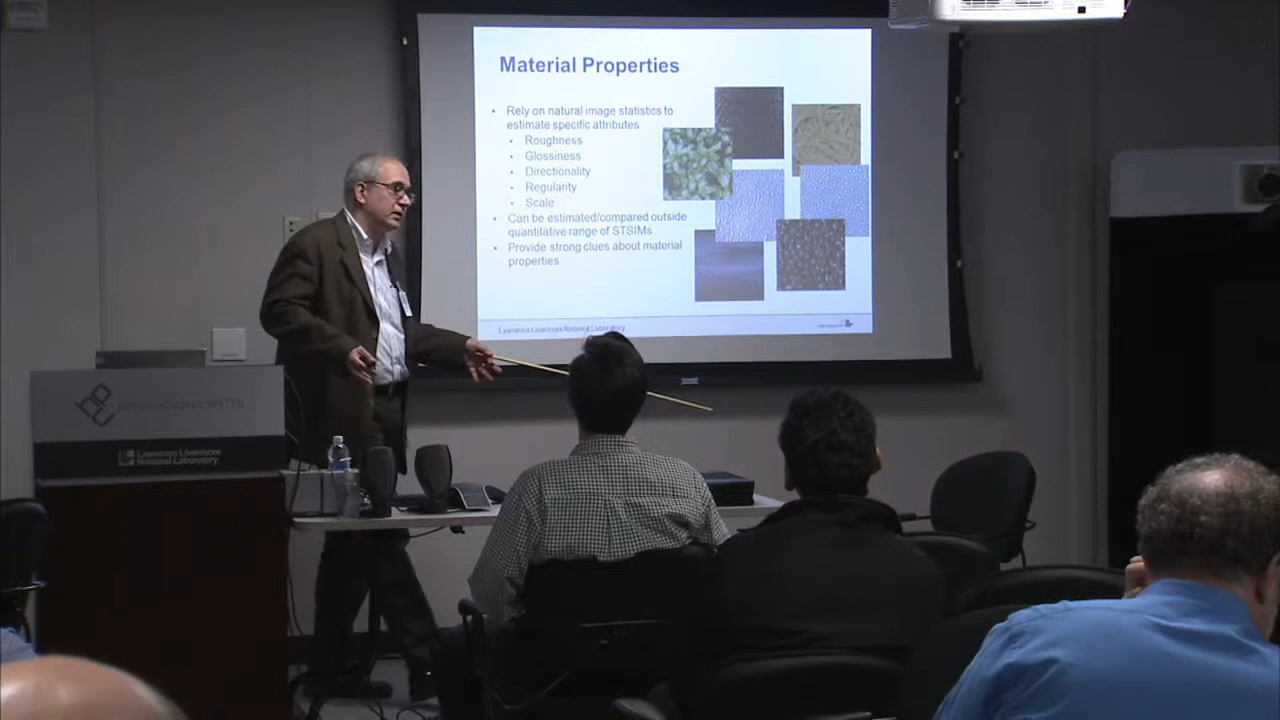 Material Properties
• Rely on natural image statistics to
estimate specific attributes
• Roughness
• Glossiness
• Directionality
• Regularity
• Scale
• Can be estimated/compared outside
quantitative range of STSIMs
• Provide strong clues about material
properties
Lawrence Livermore National Laboratory
Lawrence Livermore
National Laboratory